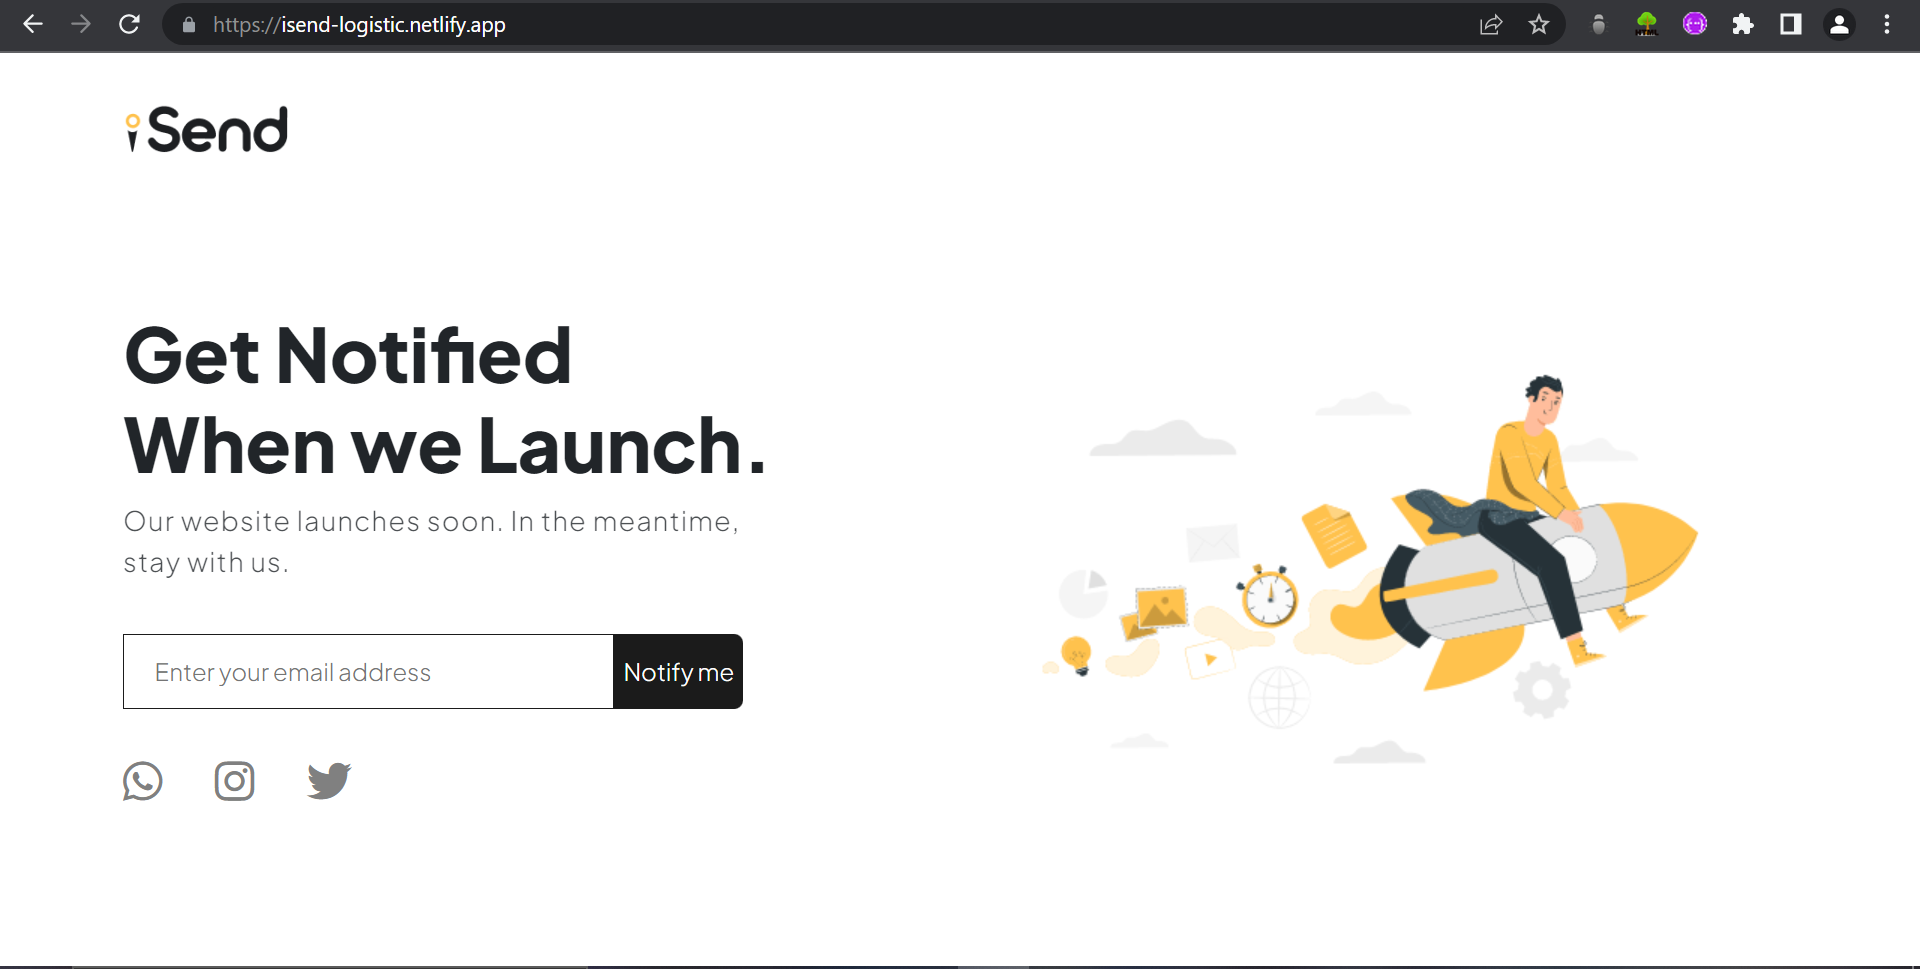 https://isend-logistic.netlify.app
iSend
Get Notified
When we Launch.
Our website launches soon. In the meantime,
stay with us.
Enter your email address
Notify me
HTML